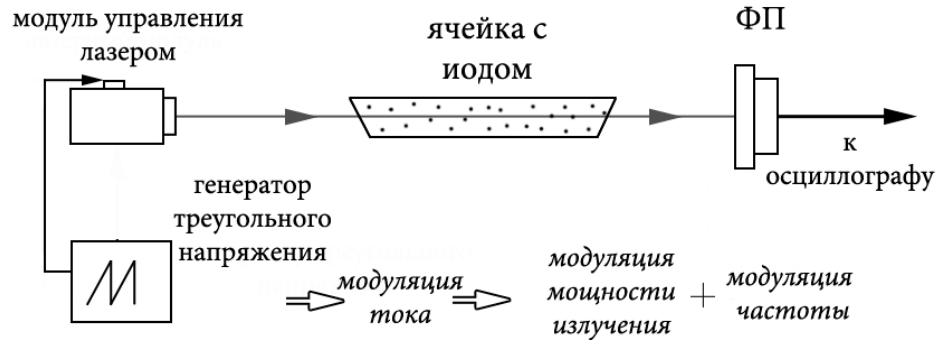 модуль управления
лазером
ячейка с
иодом
ФП
к
осциллографу
генератор
треугольного
напряжения
модуляция
тока
модуляция
мощности
излучения
+
модуляция
частоты